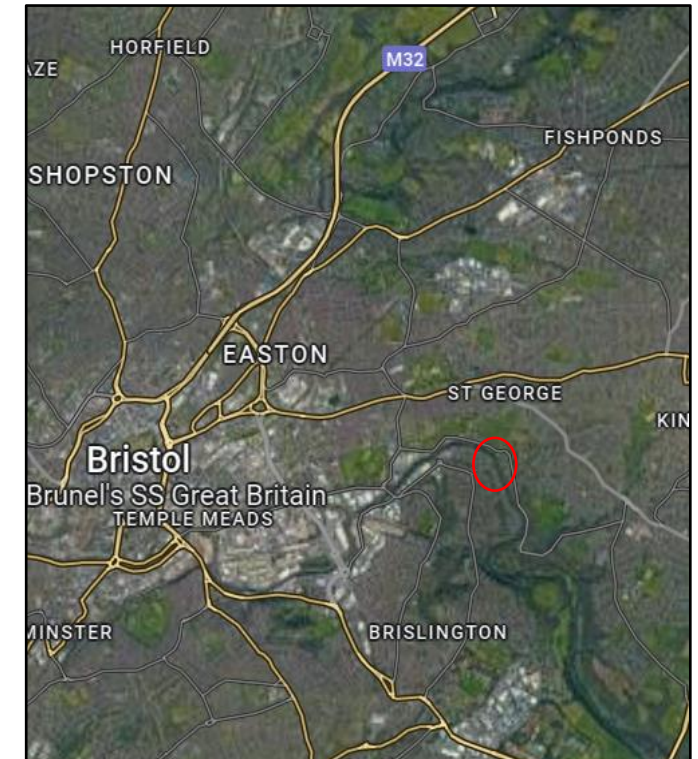 HORFIELD
AZE
M32
FISHPONDS
SHOPSTON
EASTON
ST GEORGE
KIN
Bristol
Brunel's SS Great Britain
TEMPLE MEADS
MINSTER
BRISLINGTON